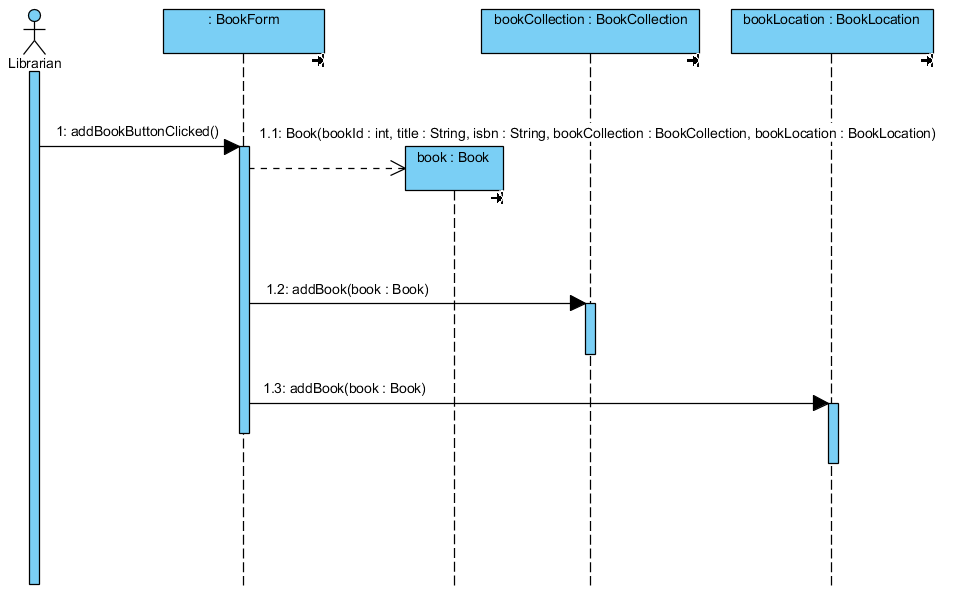 : BookForm
bookCollection : BookCollection
bookLocation : BookLocation
Librarian
1: addBookButtonClicked()
1.1: Book(bookId : int, title : String, isbn : String, bookCollection : BookCollection, bookLocation : BookLocation)
book : Book
1.2: addBook(book : Book)
1.3: addBook(book : Book)